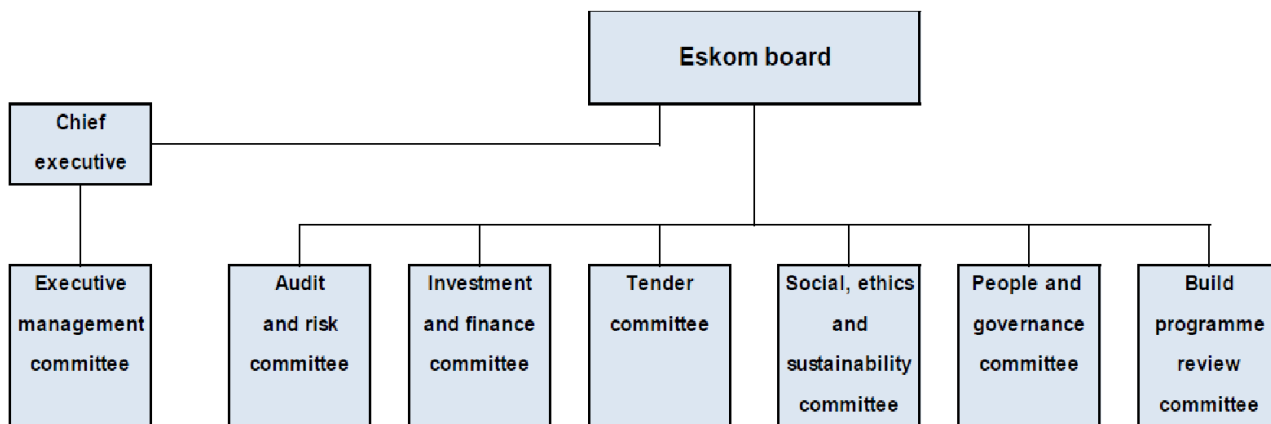 Eskom board
Chief
executive
Executive
management
committee
Audit
and risk
committee
Investment
and finance
committee
Tender
committee
Social, ethics
and
sustainability
committee
People and
governance
committee
Build
programme
review
committee